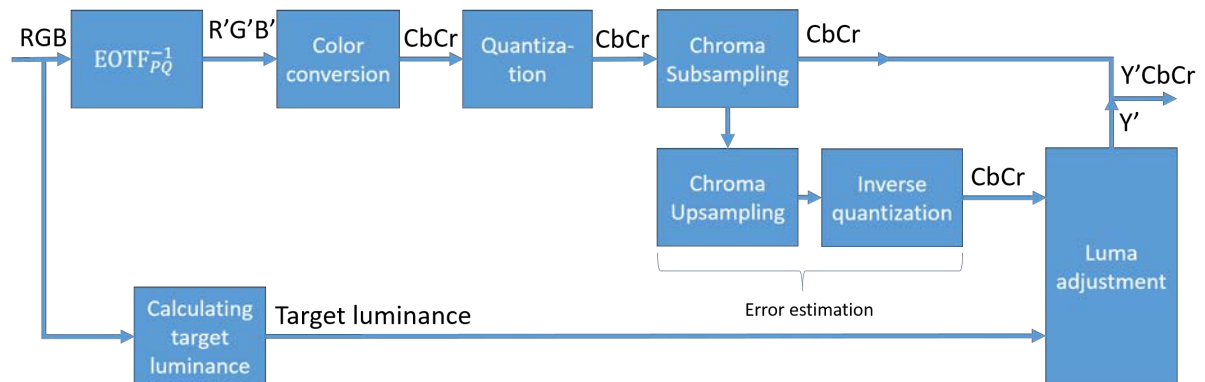 RGB
EOTF_{PQ}^{-1}
R'G'B'
Color
conversion
CbCr
Quantiza-
tion
CbCr
Chroma
Subsampling
CbCr
Y'CbCr
Y'
Chroma
Upsampling
Inverse
quantization
CbCr
Luma
adjustment
Error estimation
Calculating
target
luminance
Target luminance